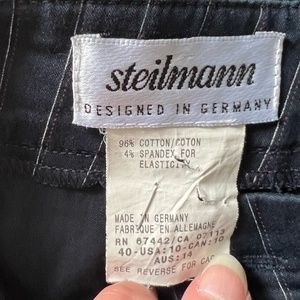 steilmann
DESIGNED IN GERMANY
96% COTTON/COTON
4% SPANDEX FOR
ELASTICITY
MADE IN GERMANY
FABRIQUE EN ALLEMAGNE
RN 67442/CA 07113
40-USA:10-CAN:10
AUS:14
SEE REVERSE FOR CARE